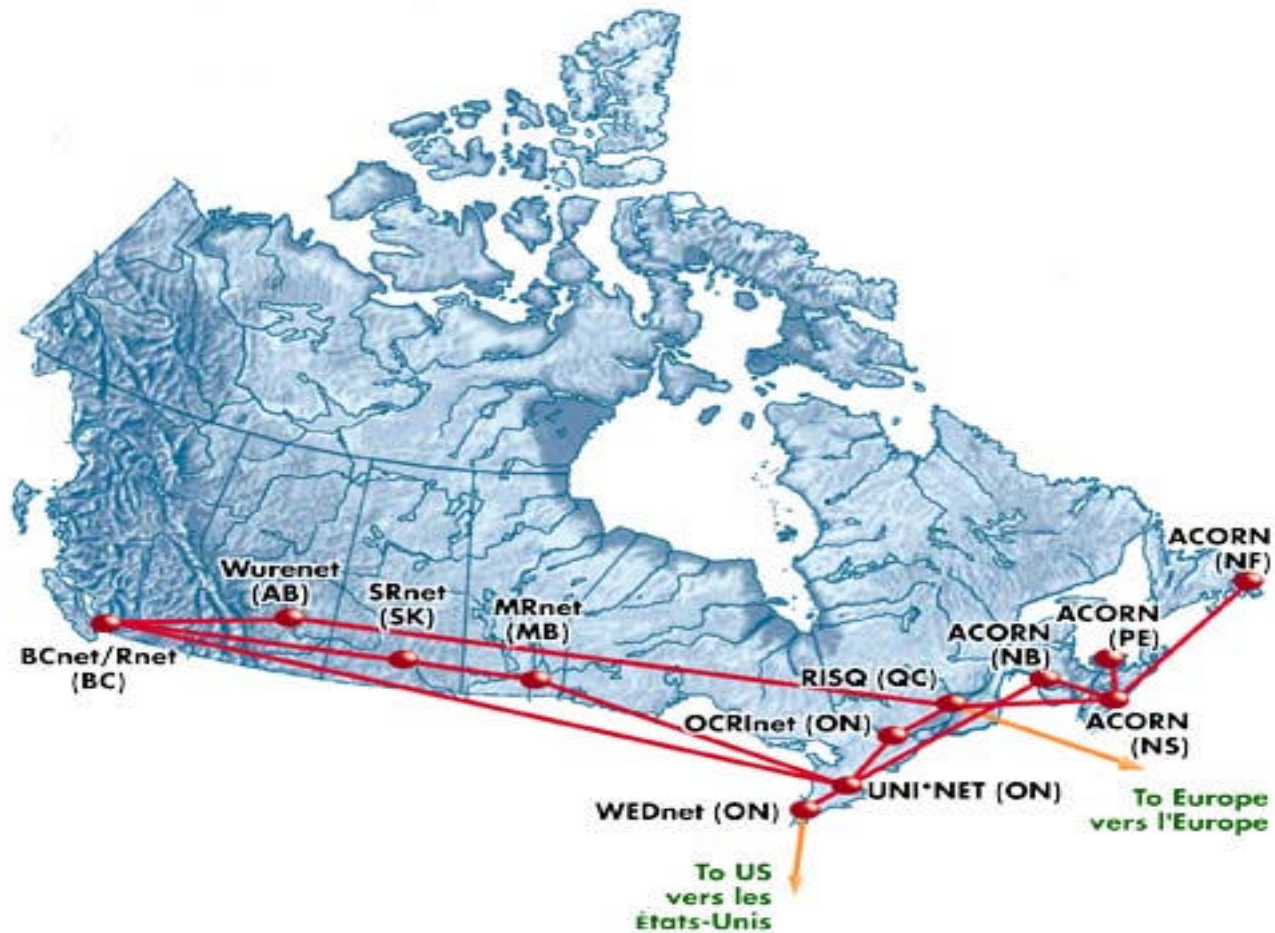 ACORN
(NF)
Wurenet
(AB)
SRnet
(SK)
MRnet
(MB)
ACORN
(PE)
ACORN
(NB)
BCnet/Rnet
(BC)
RISQ (QC)
OCRInet (ON)
ACORN
(NS)
UNI*NET (ON)
WEDnet (ON)
To Europe
vers l'Europe
To US
vers les
États-Unis